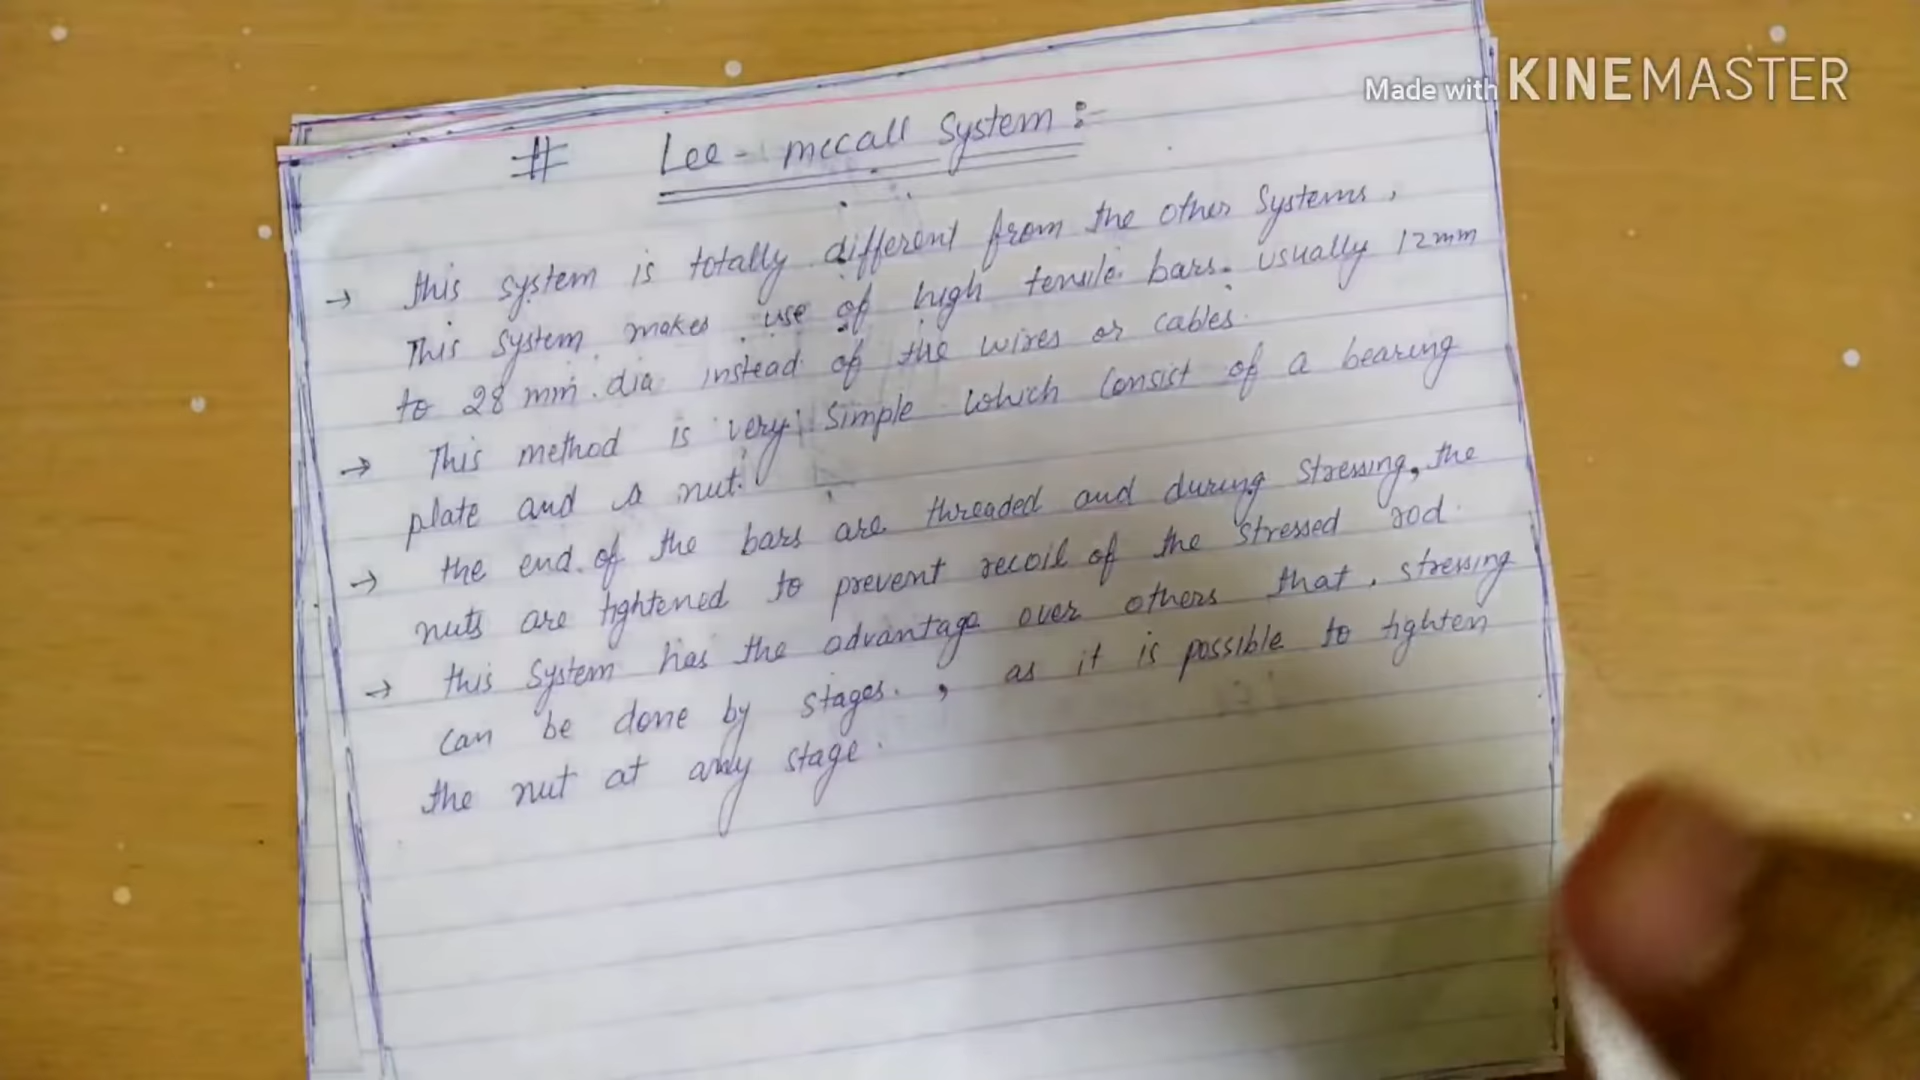 Made with KINEMASTER
# Lee - mccall System :-
→ this system is totally different from the other Systems,
This System makes use of high tensile bars. usually 12mm
to 28 mm. dia instead of the wires or cables.
→ This method is very simple which consist of a bearing
plate and a nut.
→ the end of the bars are threaded and during stressing, the
nuts are tightened to prevent recoil of the stressed rod.
→ this System has the advantage over others that, stressing
can be done by stages. , as it is possible to tighten
the nut at any stage.